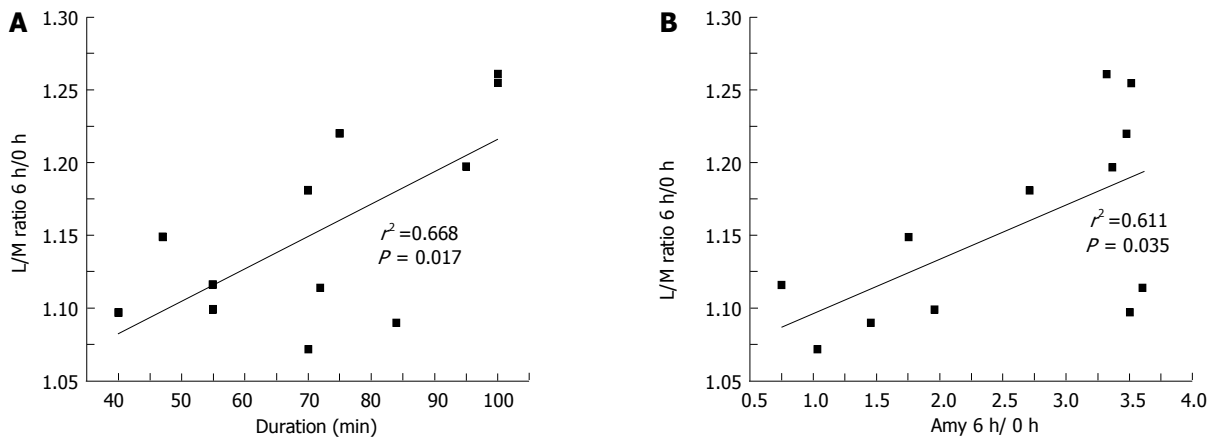 A
1.30
1.25
1.20
1.15
1.10
1.05
L/M ratio 6 h/0 h
r² =0.668
P = 0.017
40 50 60 70 80 90 100
Duration (min)
B
1.30
1.25
1.20
1.15
1.10
1.05
L/M ratio 6 h/0 h
r² =0.611
P = 0.035
0.5 1.0 1.5 2.0 2.5 3.0 3.5 4.0
Amy 6 h/ 0 h